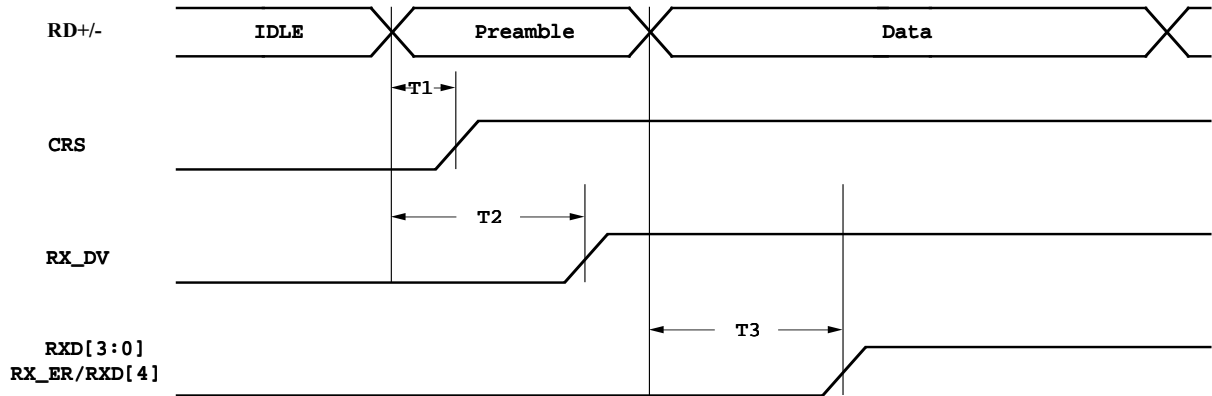 RD+/- IDLE Preamble Data
T1
CRS
T2
RX_DV
T3
RXD[3:0]
RX_ER/RXD[4]